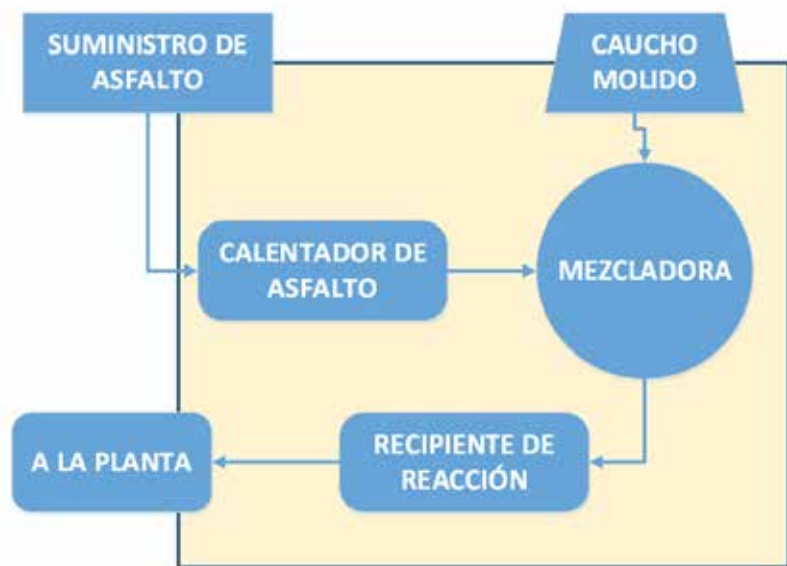 SUMINISTRO DE
ASFALTO
CAUCHO
MOLIDO
CALENTADOR DE
ASFALTO
MEZCLADORA
A LA PLANTA
RECIPIENTE DE
REACCIÓN